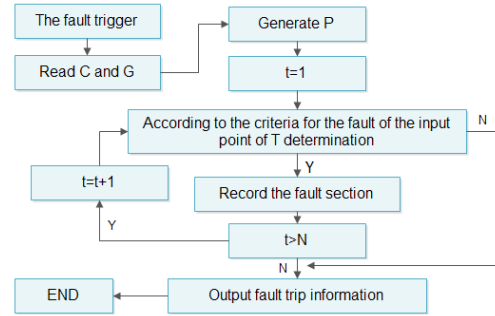 The fault trigger
Generate P
Read C and G
t=1
According to the criteria for the fault of the input
point of T determination
N
Y
t=t+1
Record the fault section
Y
t>N
N
END
Output fault trip information